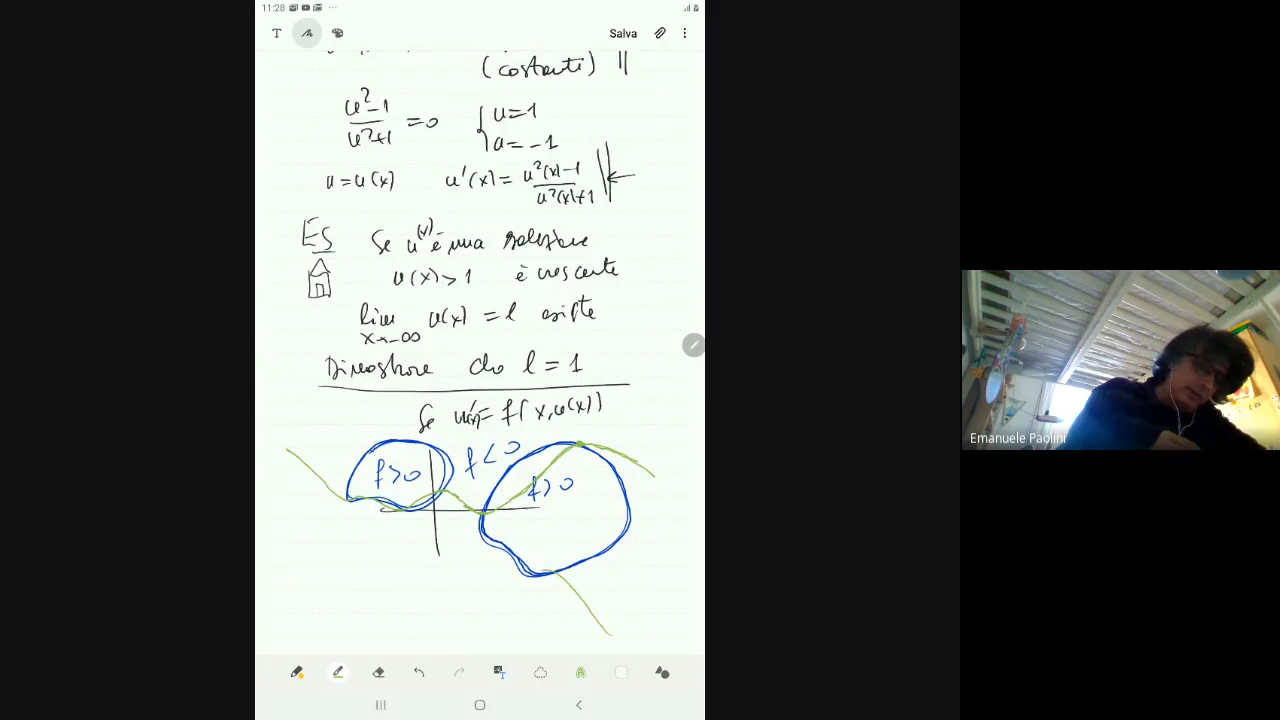 11:28
T
Salva
(costanti)
u²-1 / u²+1 = 0 { u=1
u=-1
u=u(x) u'(x) = u²(x)-1 / u²(x)+1
Es Se u(x) è una soluzione
u(x)>1 è crescente
lim x→-∞ u(x) = l esiste
Dimostrare che l = 1
Se u'(x)= f(x,u(x))
f>0 f<0 f>0
Emanuele Paolini